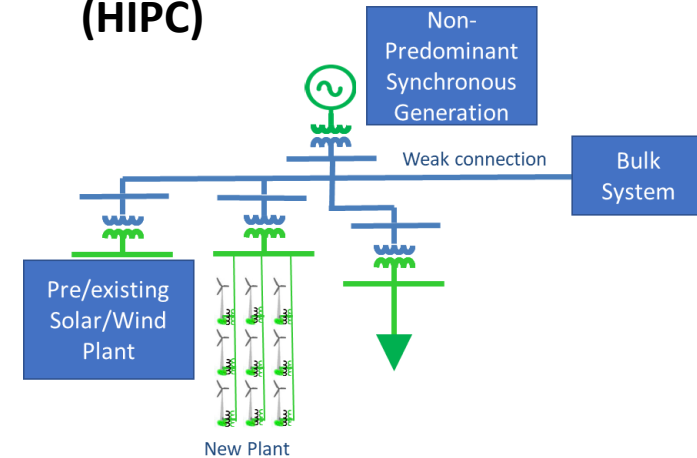 (HIPC)
Non-
Predominant
Synchronous
Generation
Weak connection
Bulk
System
Pre/existing
Solar/Wind
Plant
New Plant